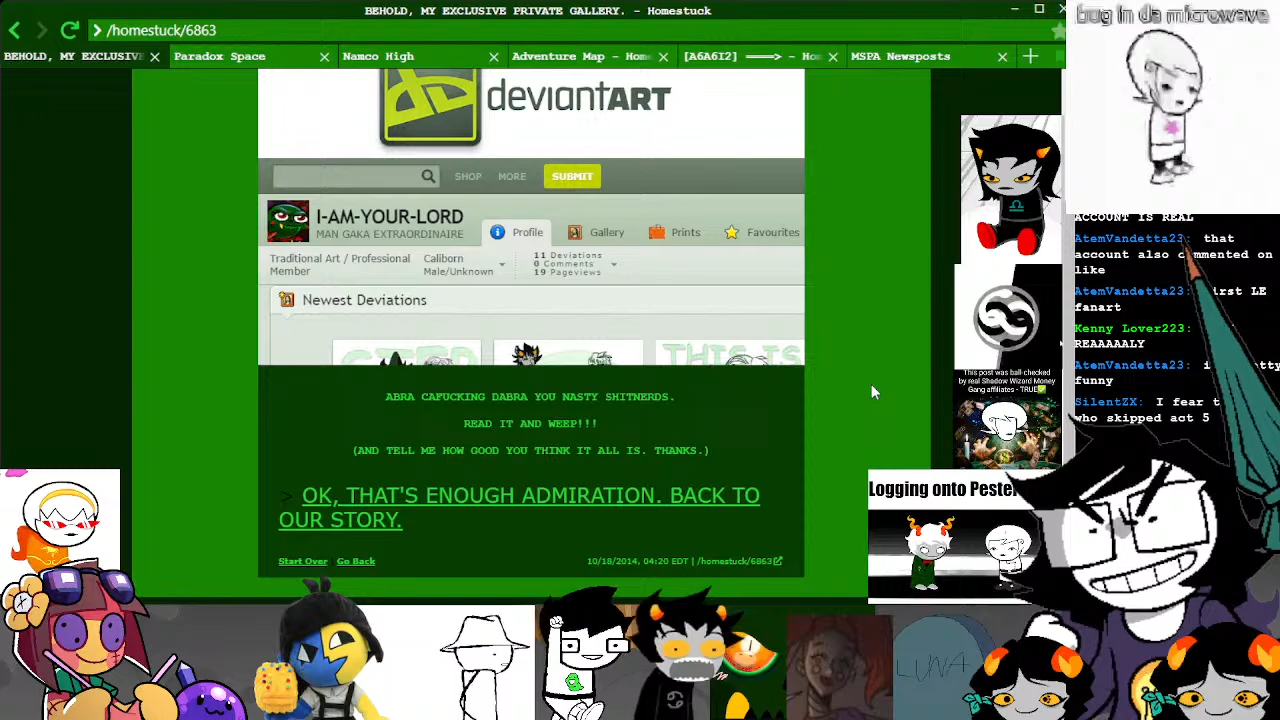 BEHOLD, MY EXCLUSIVE PRIVATE GALLERY. - Homestuck
/homestuck/6863
BEHOLD, MY EXCLUSIVE
Paradox Space
Namco High
Adventure Map - Hom
[A6A6I2] ===> - Ho
MSPA Newsposts
bug in da microwave
deviantART
SHOP
MORE
SUBMIT
I-AM-YOUR-LORD
MAN GAKA EXTRAORDINAIRE
Profile
Gallery
Prints
Favourites
Traditional Art / Professional
Member
Caliborn
Male/Unknown
11 Deviations
0 Comments
19 Pageviews
Newest Deviations
THIS IS
ABRA CAFUCKING DABRA YOU NASTY SHITNERDS.
READ IT AND WEEP!!!
(AND TELL ME HOW GOOD YOU THINK IT ALL IS. THANKS.)
> OK, THAT'S ENOUGH ADMIRATION. BACK TO
OUR STORY.
Start Over | Go Back
10/18/2014, 04:20 EDT | /homestuck/6863
ACCOUNT IS REAL
AtemVandetta23: that
account also commented on
like
AtemVandetta23: first LE
fanart
Kenny Lover223:
REAAAAALY
AtemVandetta23:
funny
SilentZX: I fear
who skipped act 5
This post was ball-checked
by real Shadow Wizard Money
Gang affiliates - TRUE✅
Logging onto Peste
LUNA